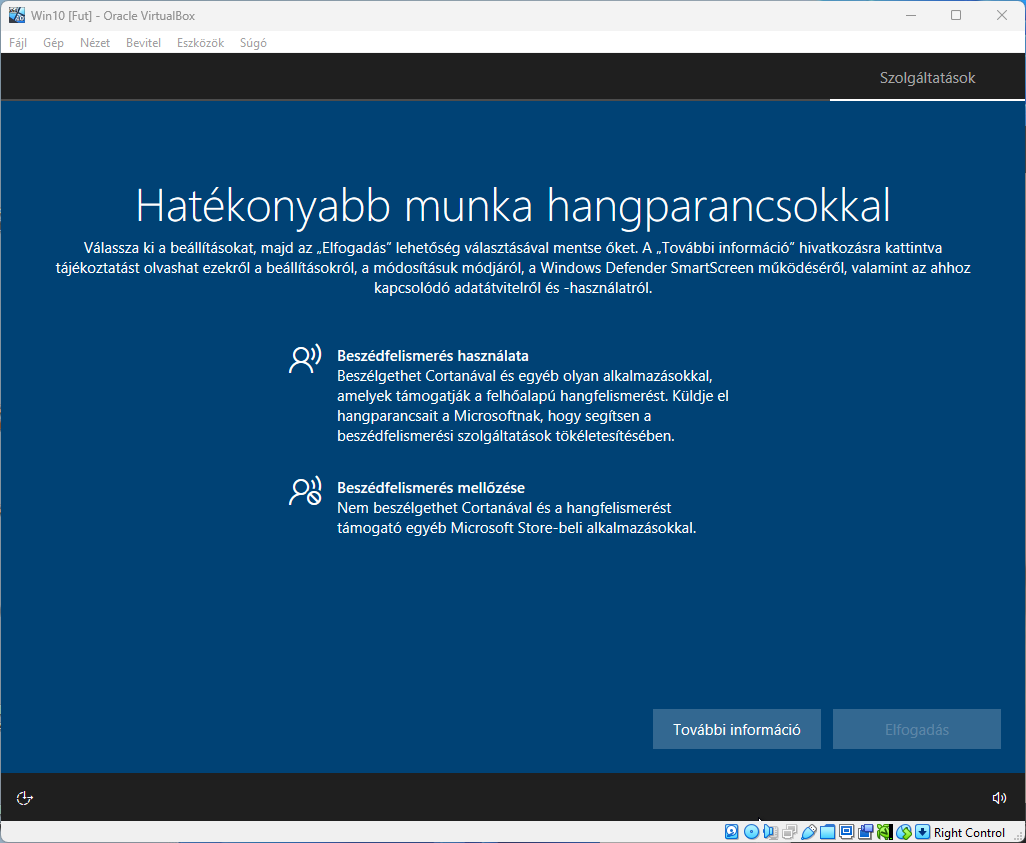 Win10 [Fut] - Oracle VirtualBox
Fájl Gép Nézet Bevitel Eszközök Súgó
Szolgáltatások
Hatékonyabb munka hangparancsokkal
Válassza ki a beállításokat, majd az „Elfogadás” lehetőség választásával mentse őket. A „További információ” hivatkozásra kattintva
tájékoztatást olvashat ezekről a beállításokról, a módosításuk módjáról, a Windows Defender SmartScreen működéséről, valamint az ahhoz
kapcsolódó adatátvitelről és -használatról.
Beszédfelismerés használata
Beszélgethet Cortanával és egyéb olyan alkalmazásokkal,
amelyek támogatják a felhőalapú hangfelismerést. Küldje el
hangparancsait a Microsoftnak, hogy segítsen a
beszédfelismerési szolgáltatások tökéletesítésében.
Beszédfelismerés mellőzése
Nem beszélgethet Cortanával és a hangfelismerést
támogató egyéb Microsoft Store-beli alkalmazásokkal.
További információ
Elfogadás
Right Control